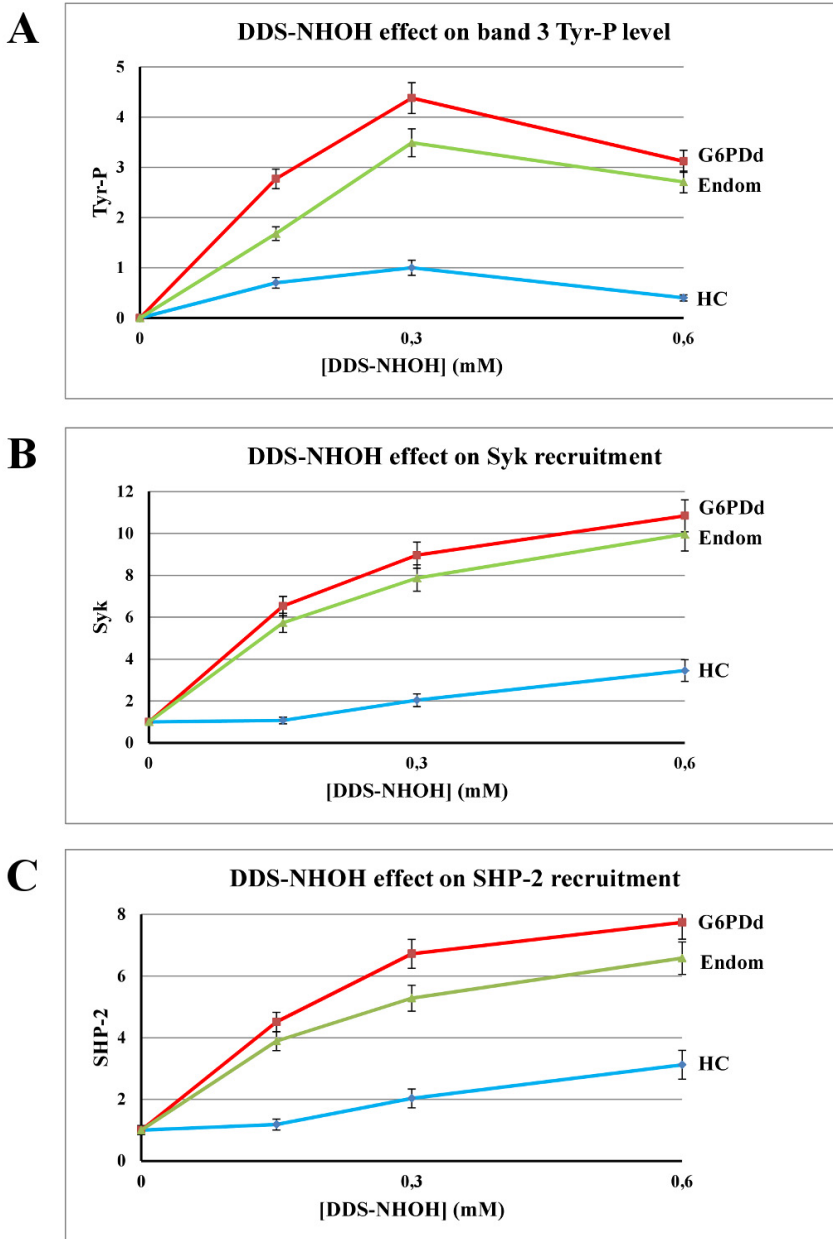 A
DDS-NHOH effect on band 3 Tyr-P level
5
4
3
2
1
0
Tyr-P
G6PDd
Endom
HC
0
0,3
0,6
[DDS-NHOH] (mM)
B
DDS-NHOH effect on Syk recruitment
12
10
8
6
4
2
0
Syk
G6PDd
Endom
HC
0
0,3
0,6
[DDS-NHOH] (mM)
C
DDS-NHOH effect on SHP-2 recruitment
8
6
4
2
0
SHP-2
G6PDd
Endom
HC
0
0,3
0,6
[DDS-NHOH] (mM)